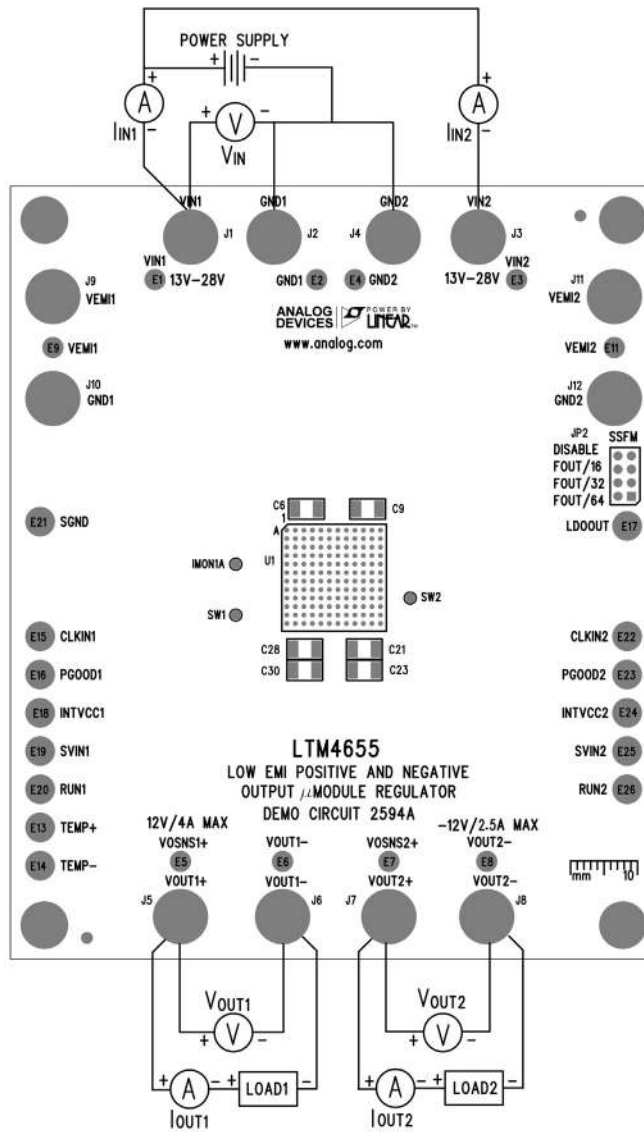 POWER SUPPLY
+ -
+ +
A A
+ V -
- -
IIN1 IIN2
VIN
VIN1 GND1 GND2 VIN2
J1 J2 J4 J3
VIN1 VIN2
E1 13V-28V GND1 E2 E4 GND2 13V-28V E3
J9 J11
VEMI1 VEMI2
ANALOG DEVICES POWER BY LINEAR™
www.analog.com
E9 VEMI1 VEMI2 E11
J10 J12
GND1 GND2
JP2 SSFM
DISABLE
FOUT/16
FOUT/32
FOUT/64
C6 C9
1
E21 SGND A LDOOUT E17
U1
IMON1A
SW2
SW1
E15 CLKIN1 CLKIN2 E22
C28 C21
C30 C23
E16 PGOOD1 PGOOD2 E23
E18 INTVCC1 INTVCC2 E24
E19 SVIN1 SVIN2 E25
LTM4655
LOW EMI POSITIVE AND NEGATIVE
OUTPUT µMODULE REGULATOR
DEMO CIRCUIT 2594A
E20 RUN1 RUN2 E26
E13 TEMP+
12V/4A MAX -12V/2.5A MAX
VOSNS1+ VOUT1- VOSNS2+ VOUT2-
E14 TEMP- E5 E6 E7 E8
mm 10
VOUT1+ VOUT1- VOUT2+ VOUT2-
J5 J6 J7 J8
VOUT1 VOUT2
+ V - + V -
+ A - + LOAD1 - + A - + LOAD2 -
IOUT1 IOUT2